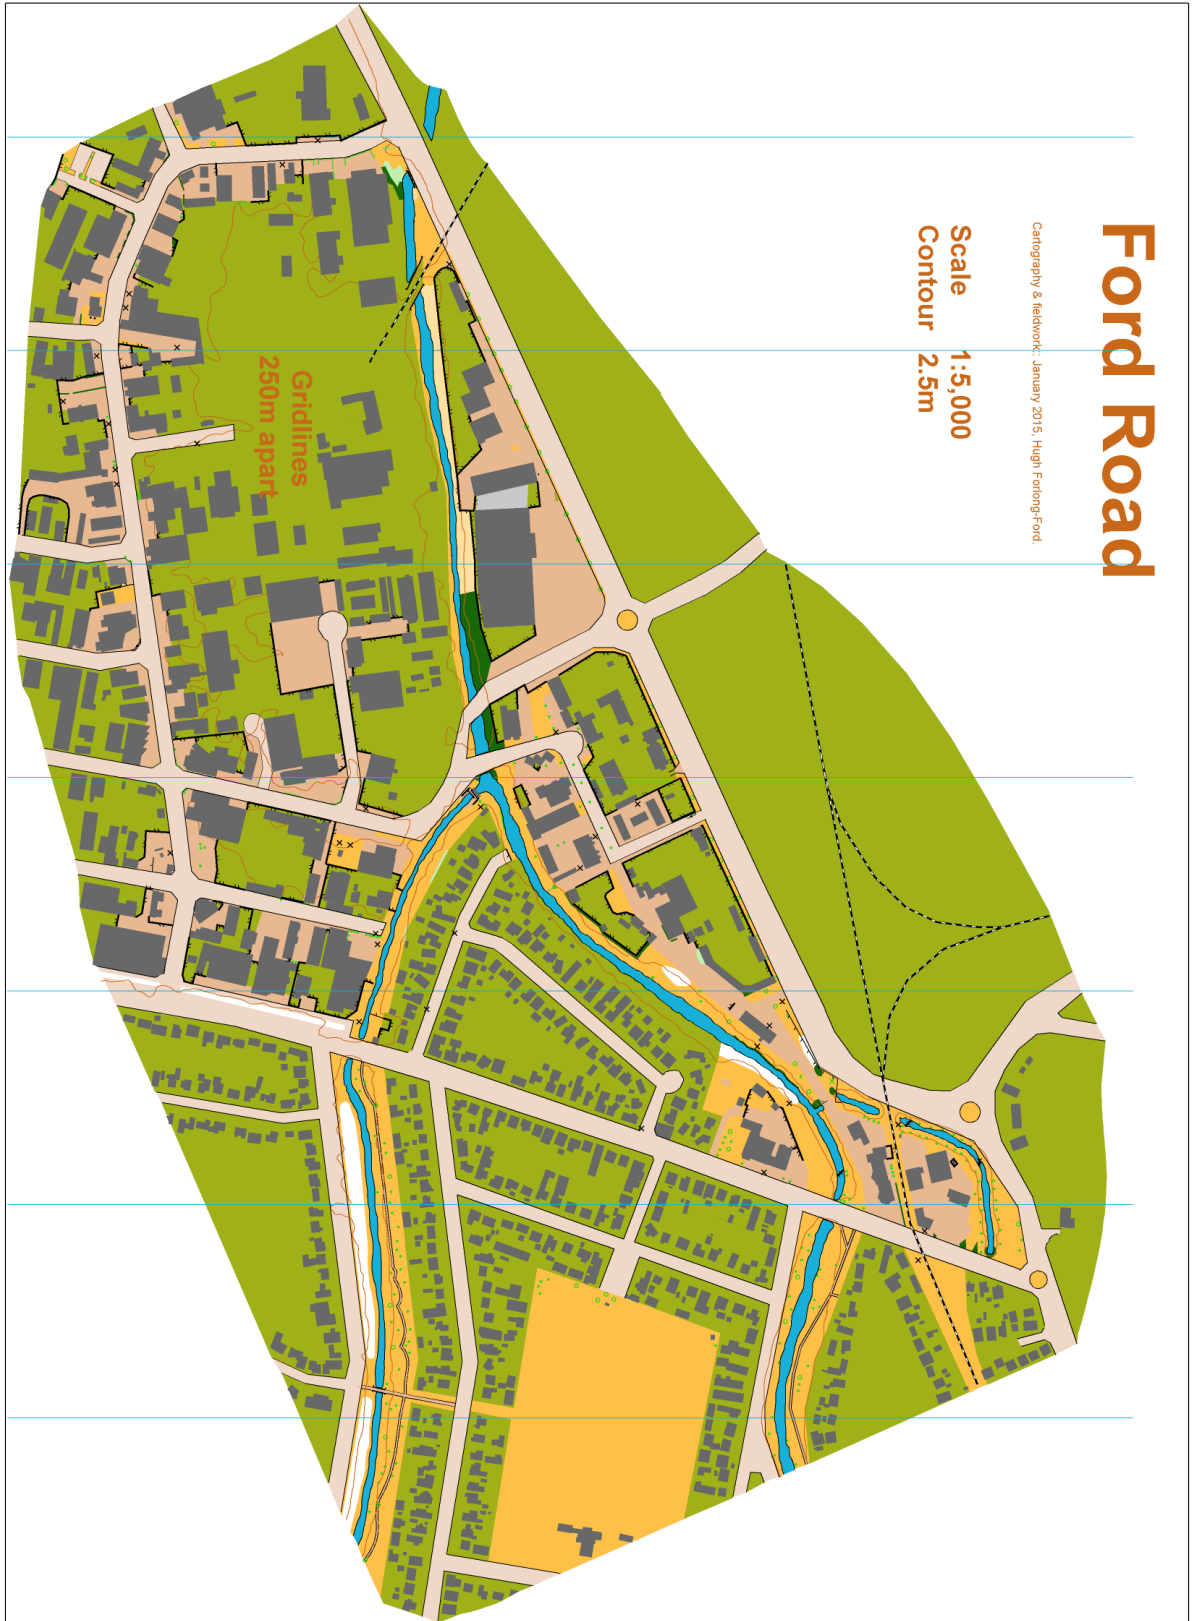 Ford Road
Cartography & fieldwork: January 2015, Hugh Forlong-Ford.
Scale 1:5,000
Contour 2.5m
Gridlines
250m apart